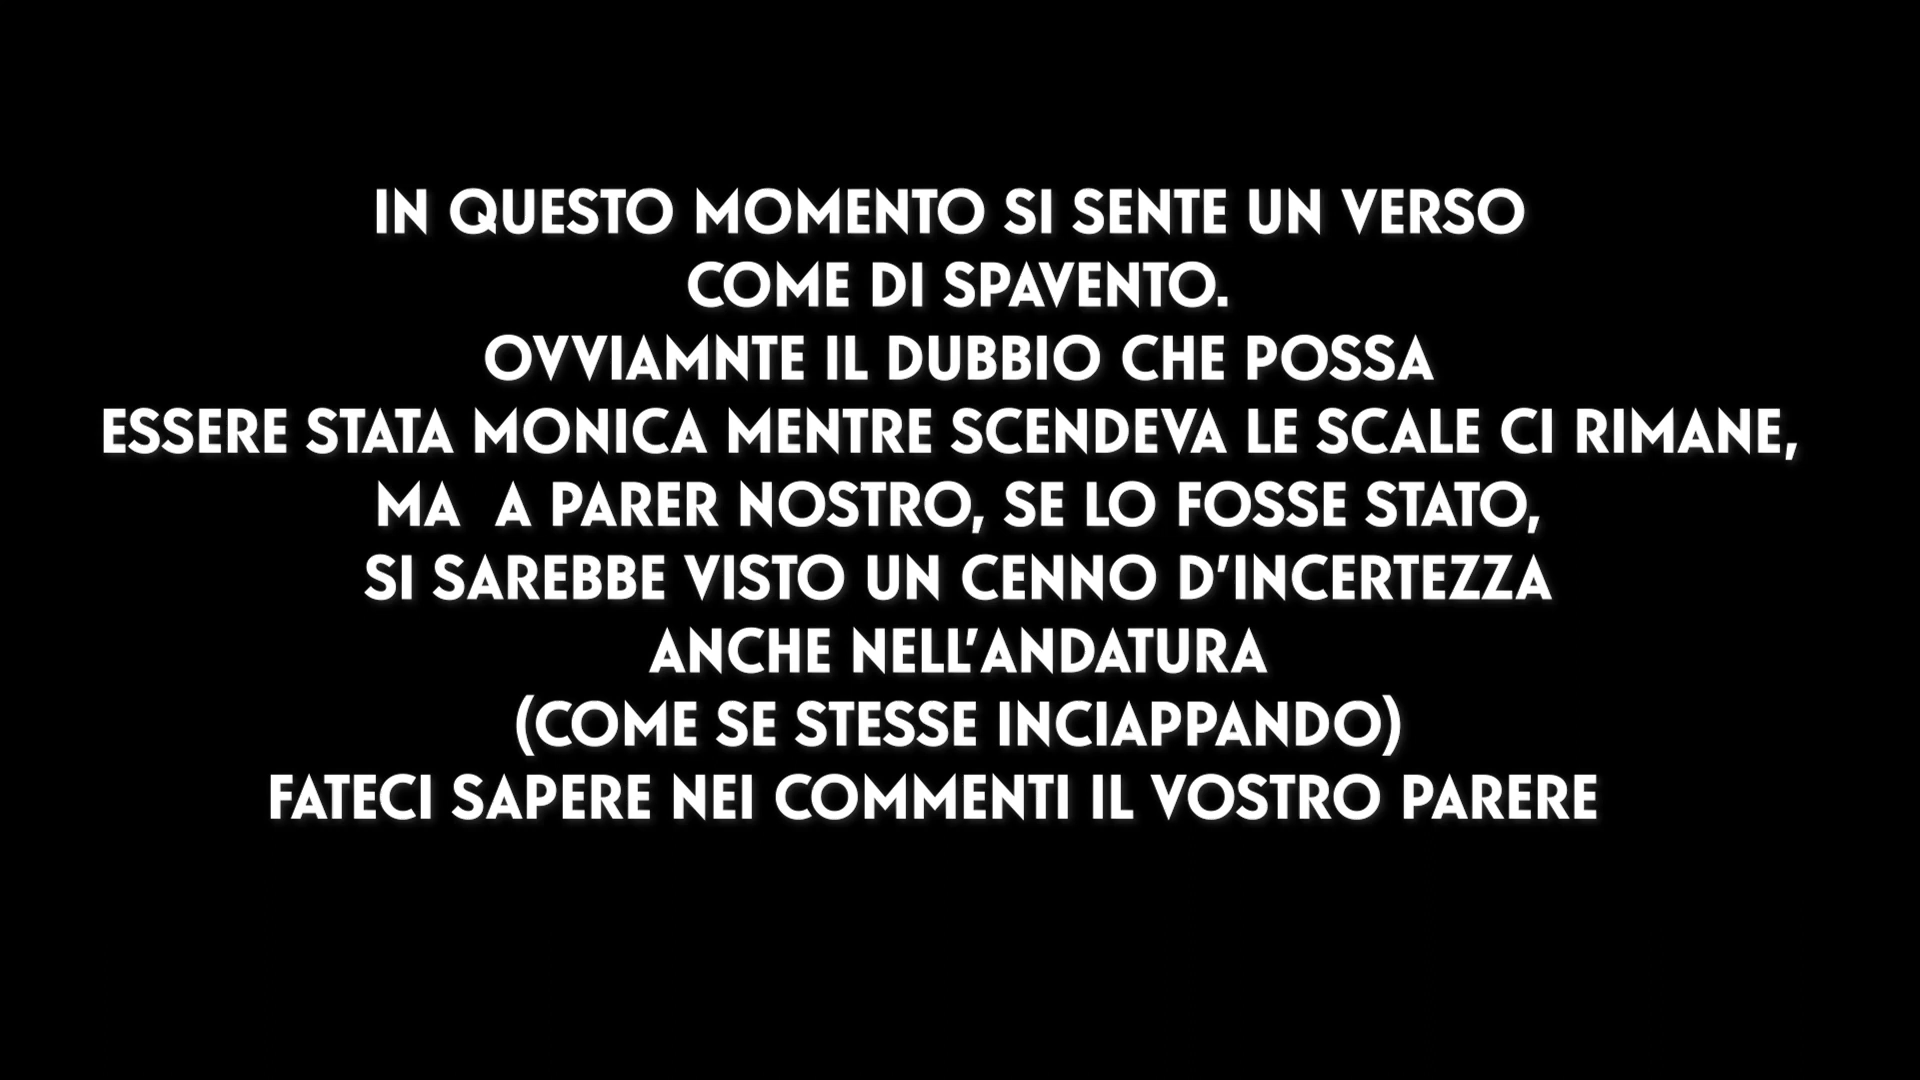 IN QUESTO MOMENTO SI SENTE UN VERSO
COME DI SPAVENTO.
OVVIAMNTE IL DUBBIO CHE POSSA
ESSERE STATA MONICA MENTRE SCENDEVA LE SCALE CI RIMANE,
MA  A PARER NOSTRO, SE LO FOSSE STATO,
SI SAREBBE VISTO UN CENNO D'INCERTEZZA
ANCHE NELL'ANDATURA
(COME SE STESSE INCIAPPANDO)
FATECI SAPERE NEI COMMENTI IL VOSTRO PARERE